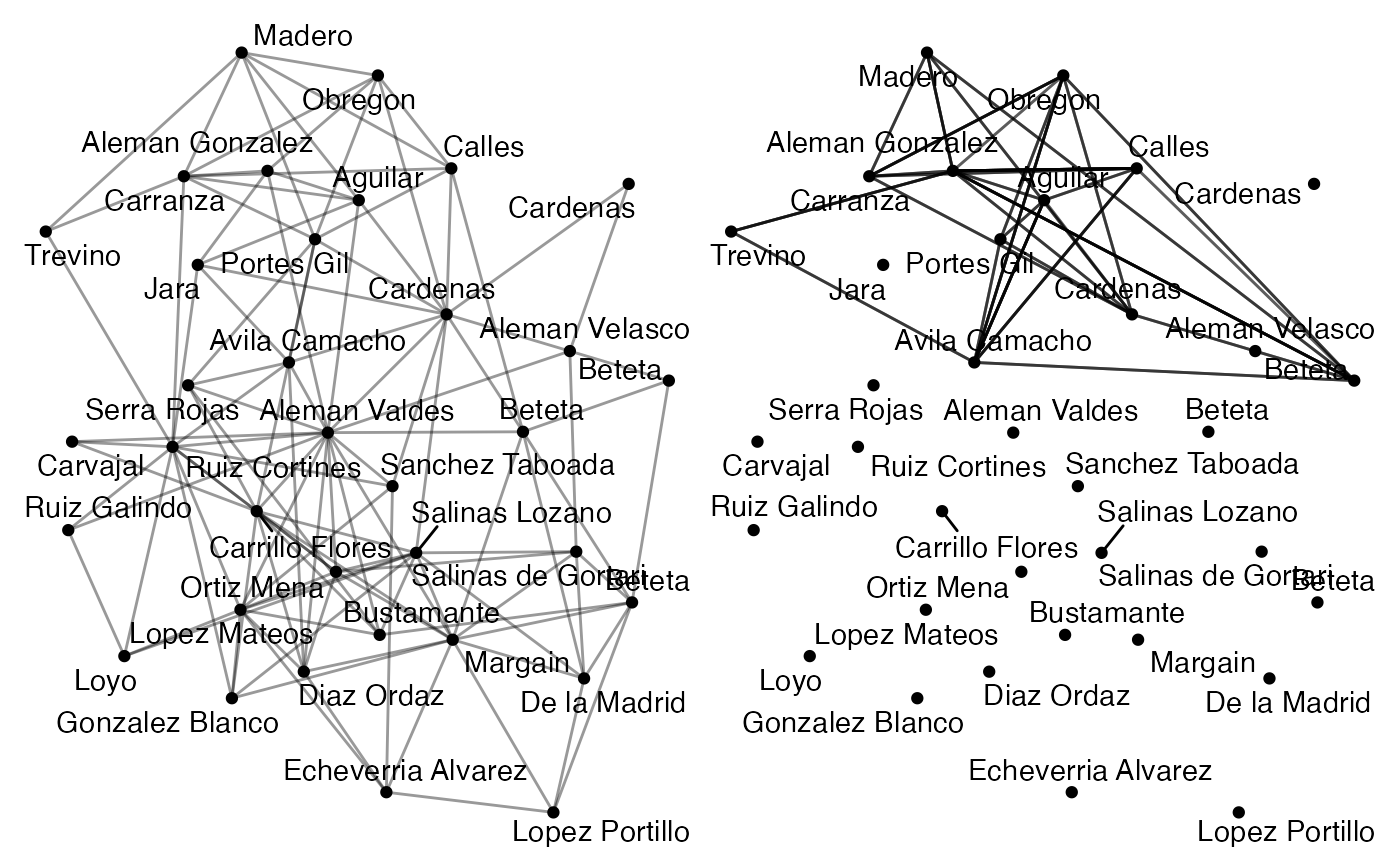 Madero
Obregon
Aleman Gonzalez
Calles
Aguilar
Carranza
Cardenas
Trevino
Portes Gil
Jara
Cardenas
Avila Camacho
Aleman Velasco
Beteta
Serra Rojas
Aleman Valdes
Beteta
Carvajal
Ruiz Cortines
Sanchez Taboada
Ruiz Galindo
Salinas Lozano
Carrillo Flores
Ortiz Mena
Salinas de Gortari
Beteta
Bustamante
Lopez Mateos
Margain
Loyo
Diaz Ordaz
De la Madrid
Gonzalez Blanco
Echeverria Alvarez
Lopez Portillo
Madero
Obregon
Aleman Gonzalez
Calles
Aguilar
Cardenas
Carranza
Trevino
Portes Gil
Jara
Cardenas
Avila Camacho
Aleman Velasco
Beteta
Serra Rojas
Aleman Valdes
Beteta
Carvajal
Ruiz Cortines
Sanchez Taboada
Ruiz Galindo
Salinas Lozano
Carrillo Flores
Ortiz Mena
Salinas de Gortari
Beteta
Bustamante
Lopez Mateos
Margain
Loyo
Diaz Ordaz
De la Madrid
Gonzalez Blanco
Echeverria Alvarez
Lopez Portillo